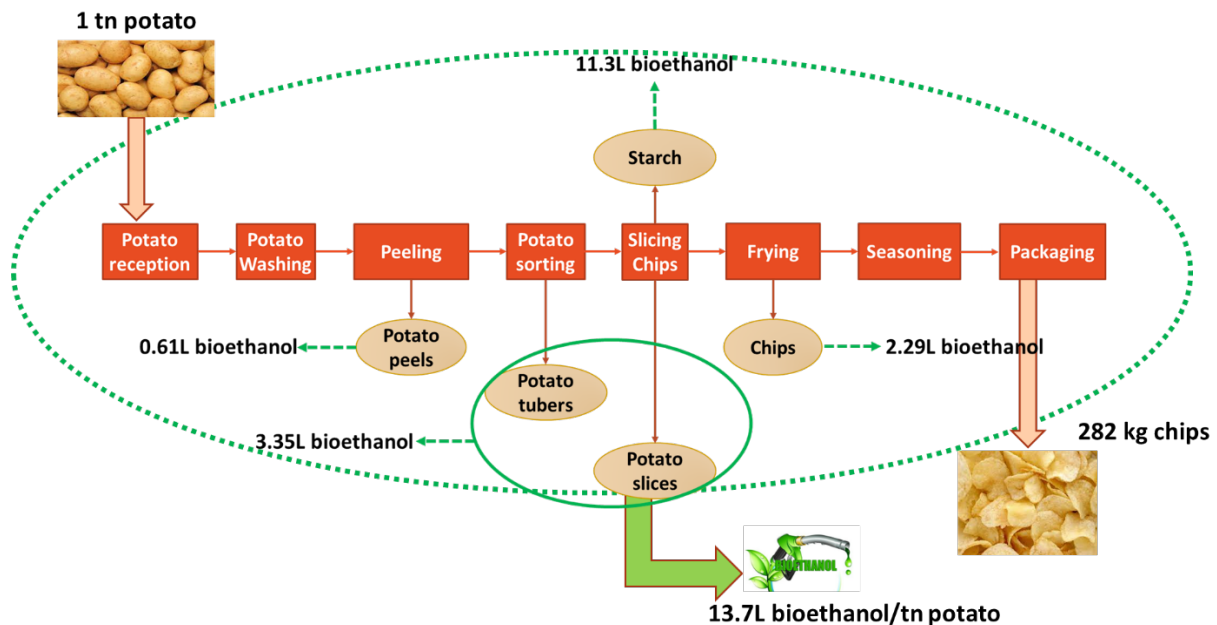 1 tn potato
11.3L bioethanol
Starch
Potato
reception
Potato
Washing
Peeling
Potato
sorting
Slicing
Chips
Frying
Seasoning
Packaging
0.61L bioethanol
Potato
peels
Chips
2.29L bioethanol
Potato
tubers
3.35L bioethanol
282 kg chips
Potato
slices
BIOETHANOL
13.7L bioethanol/tn potato